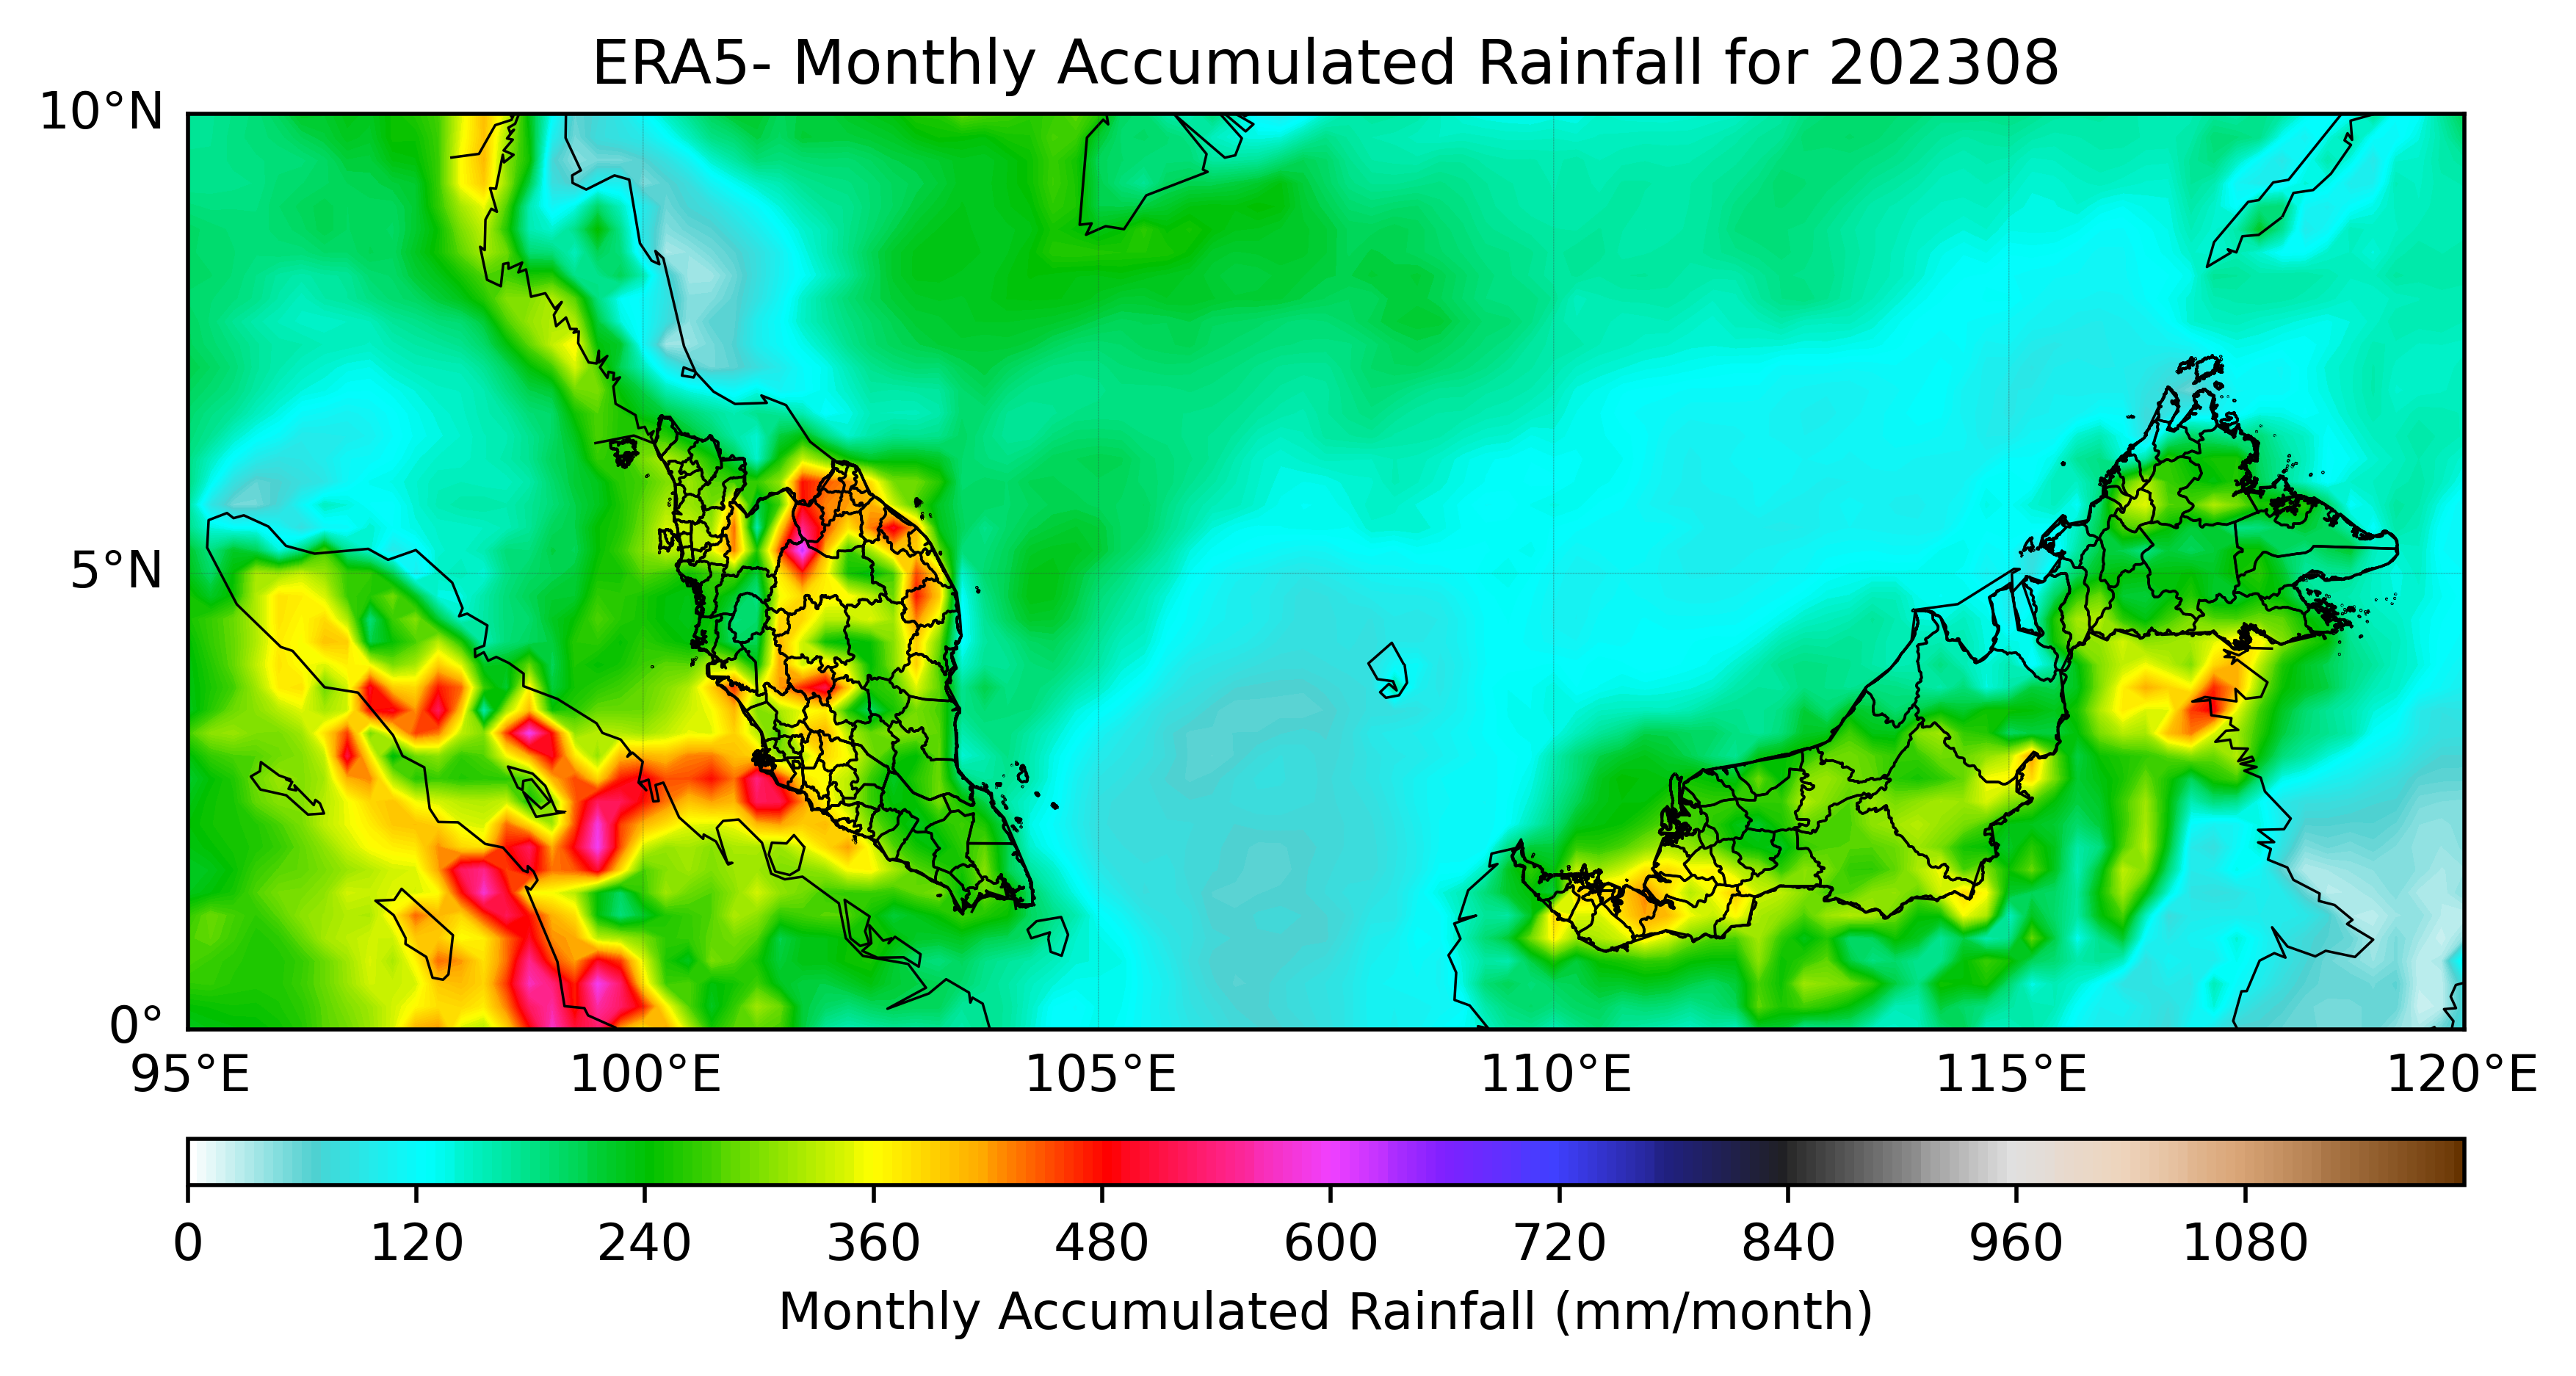 ERA5- Monthly Accumulated Rainfall for 202308
10°N
5°N
0°
95°E 100°E 105°E 110°E 115°E 120°E
0 120 240 360 480 600 720 840 960 1080
Monthly Accumulated Rainfall (mm/month)